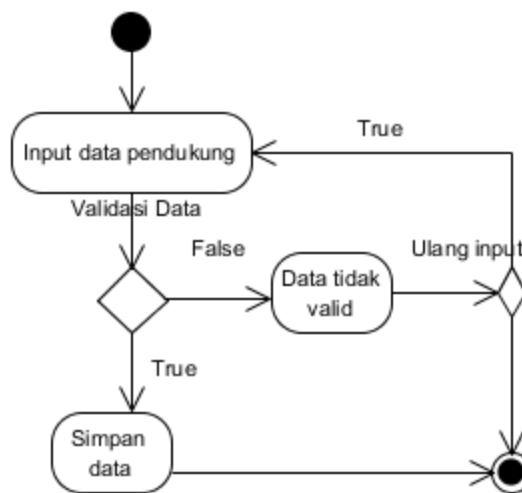 True
Input data pendukung
Validasi Data
False
Ulang input
Data tidak
valid
True
Simpan
data